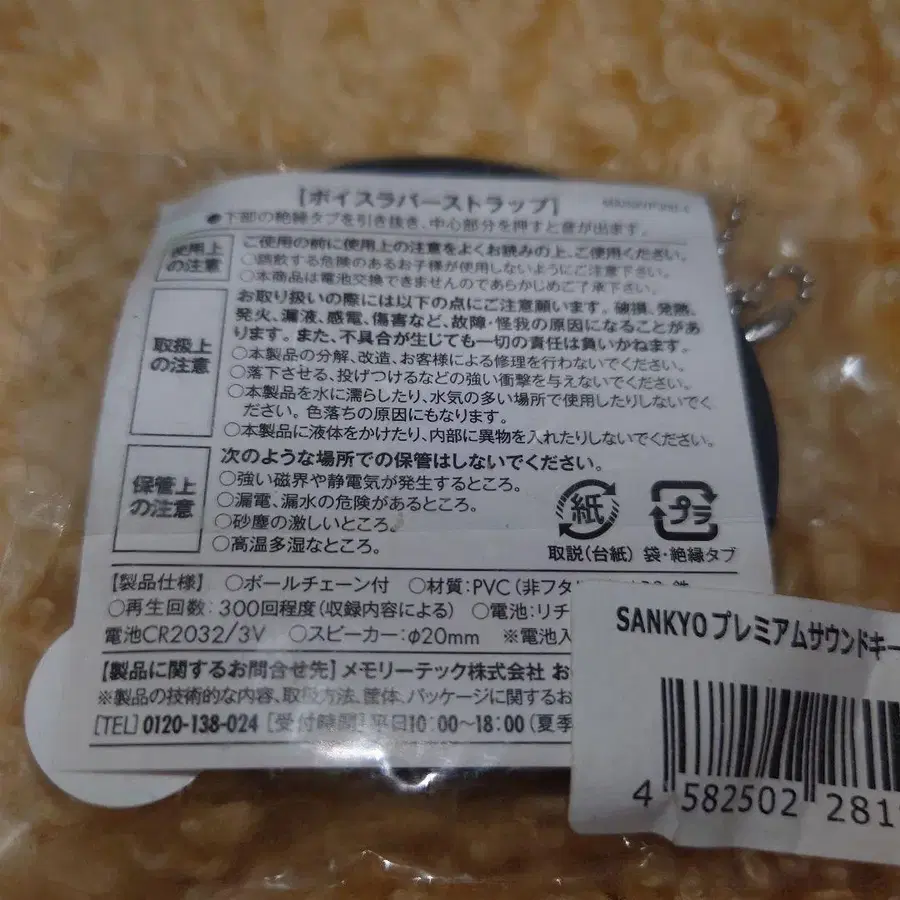 【ボイスラバーストラップ】
●下部の絶縁タブを引き抜き、中心部分を押すと音が出ます。
使用上の注意
ご使用の前に使用上の注意をよくお読みの上、ご使用ください。
○誤飲する危険のあるお子様が使用しないようにご注意下さい。
○本商品は電池交換できませんのであらかじめご了承下さい。
取扱上の注意
お取り扱いの際には以下の点にご注意願います。破損、発熱、
発火、漏液、感電、傷害など、故障・怪我の原因になることがあ
ります。また、不具合が生じても一切の責任は負いかねます。
○本製品の分解、改造、お客様による修理を行わないでください。
○落下させる、投げつけるなどの強い衝撃を与えないでください。
○本製品を水に濡らしたり、水気の多い場所で使用したりしないでく
ださい。色落ちの原因にもなります。
○本製品に液体をかけたり、内部に異物を入れたりしないでください。
保管上の注意
次のような場所での保管はしないでください。
○強い磁界や静電気が発生するところ。
○漏電、漏水の危険があるところ。
○砂塵の激しいところ。
○高温多湿なところ。
紙 プラ
取説(台紙) 袋・絶縁タブ
【製品仕様】 ○ボールチェーン付 ○材質:PVC(非フタ
○再生回数:300回程度(収録内容による) ○電池:リチ
電池CR2032/3V ○スピーカー:φ20mm ※電池入
【製品に関するお問合せ先】メモリーテック株式会社 お
※製品の技術的な内容、取扱方法、筐体、パッケージに関するお
[TEL] 0120-138-024 [受付時間] 平日10:00〜18:00 (夏季
SANKYOプレミアムサウンドキー
4 582502 281